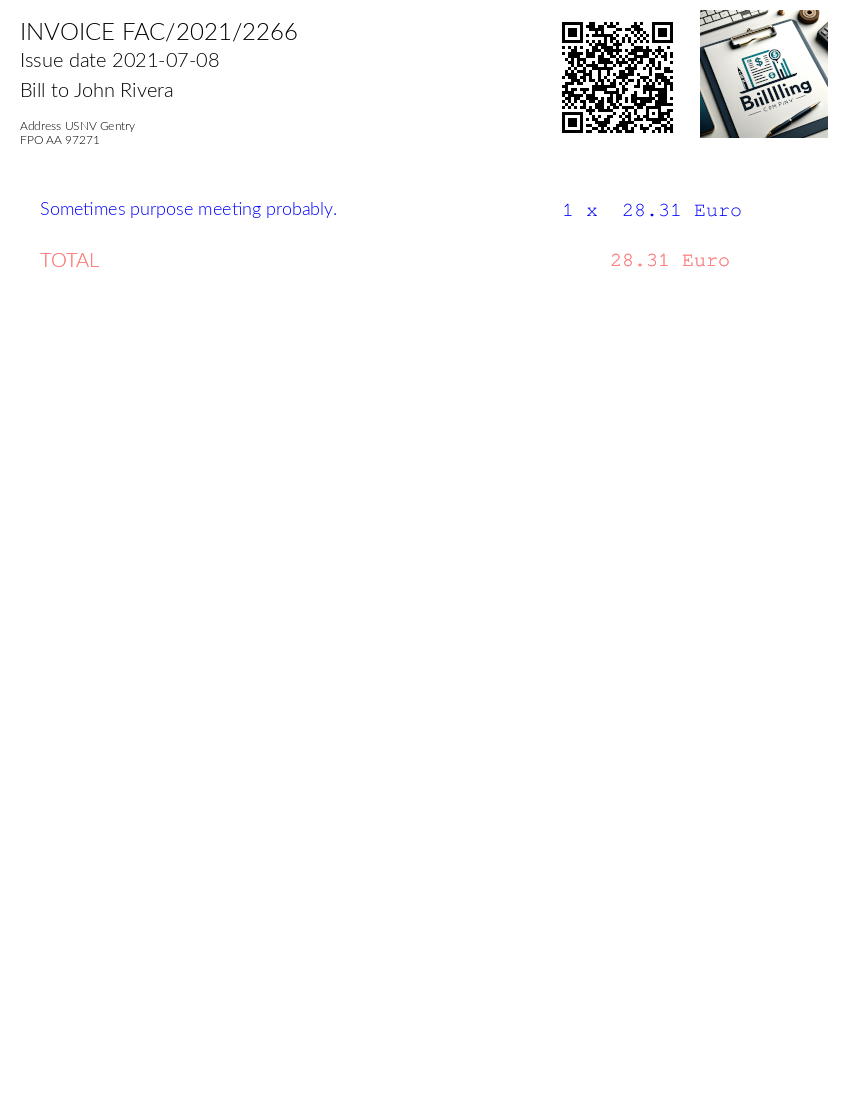 INVOICE FAC/2021/2266
Issue date 2021-07-08
Bill to John Rivera
Address USNV Gentry
FPO AA 97271
Biillling
COMPANY
Sometimes purpose meeting probably.
1 x 28.31 Euro
TOTAL
28.31 Euro